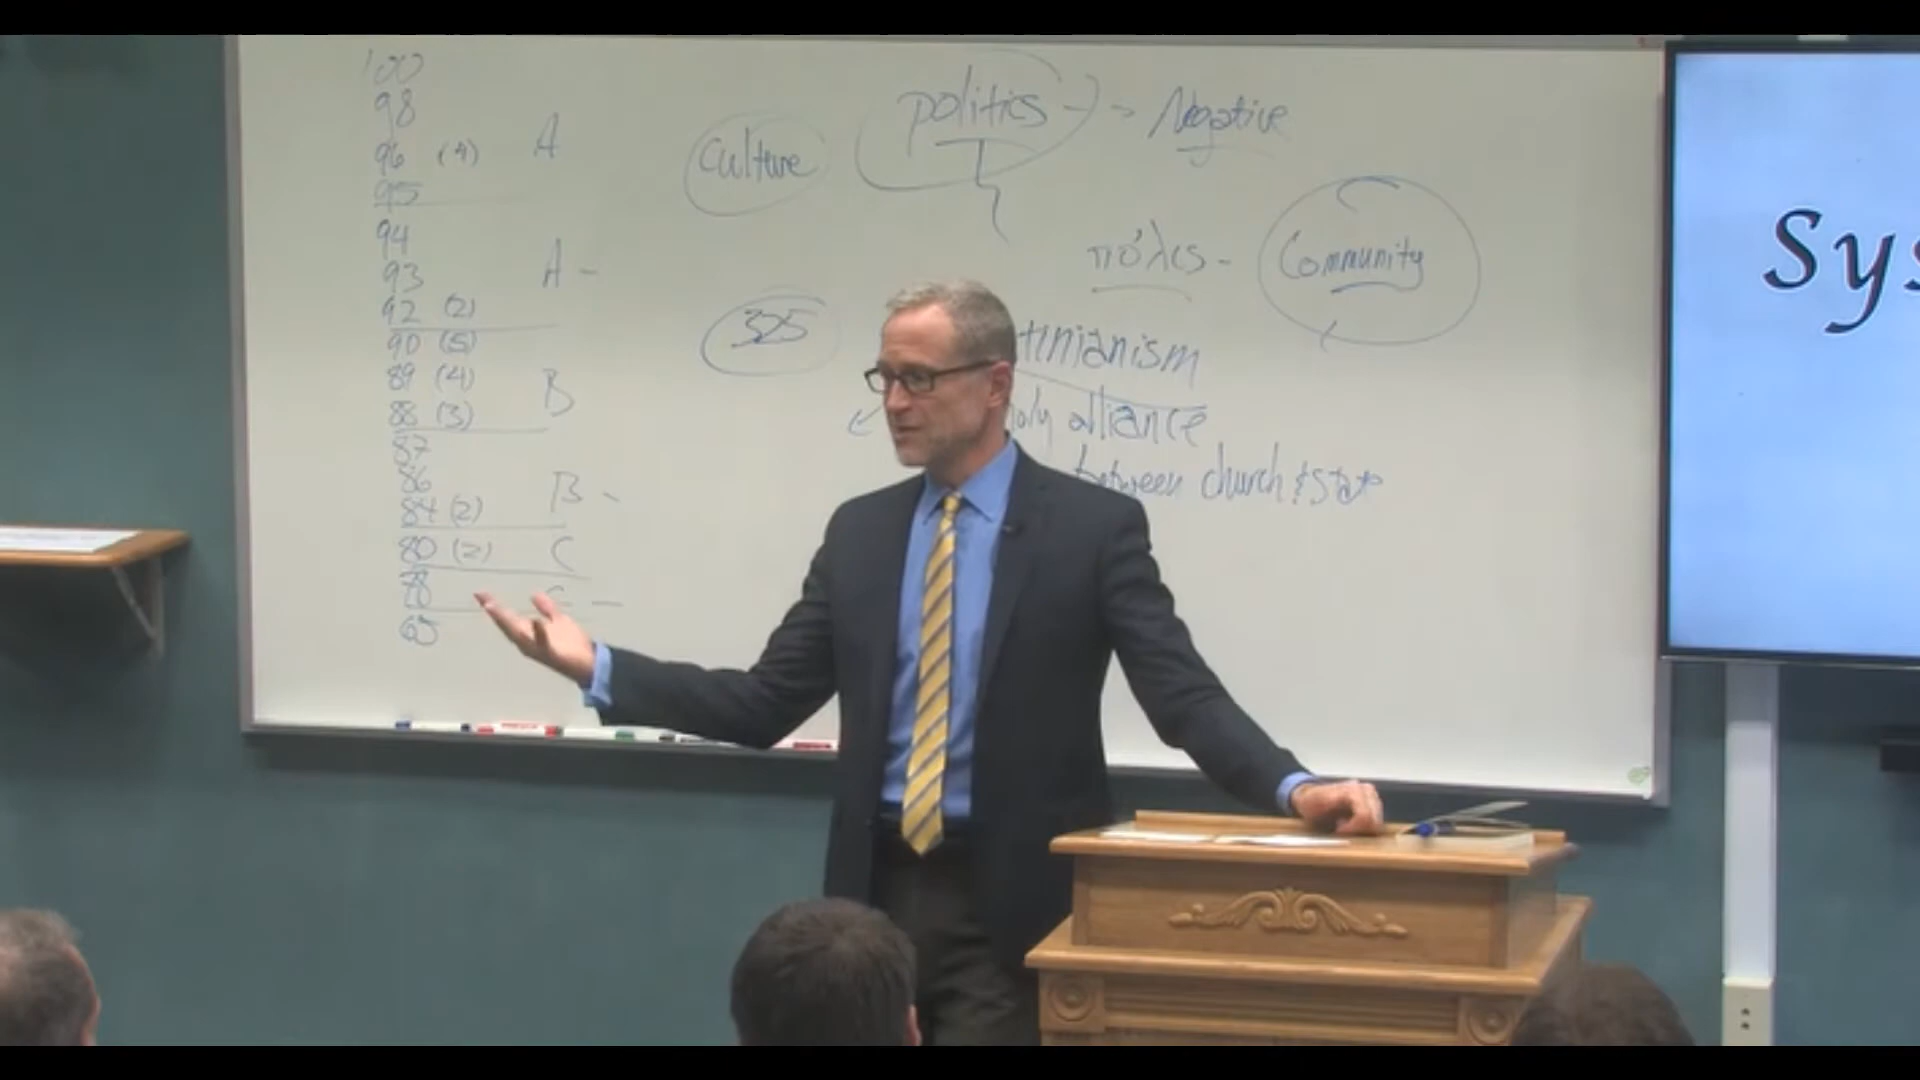 100
98
96 (4) A
95
94
93 A -
92 (2)
90 (5)
89 (4) B
88 (3)
87
86 B -
84 (2)
80 (2) C
78 C -
65
politics -> Negative
Culture
πόλις - Community
325
tinianism
holy alliance
between church & State
Sys